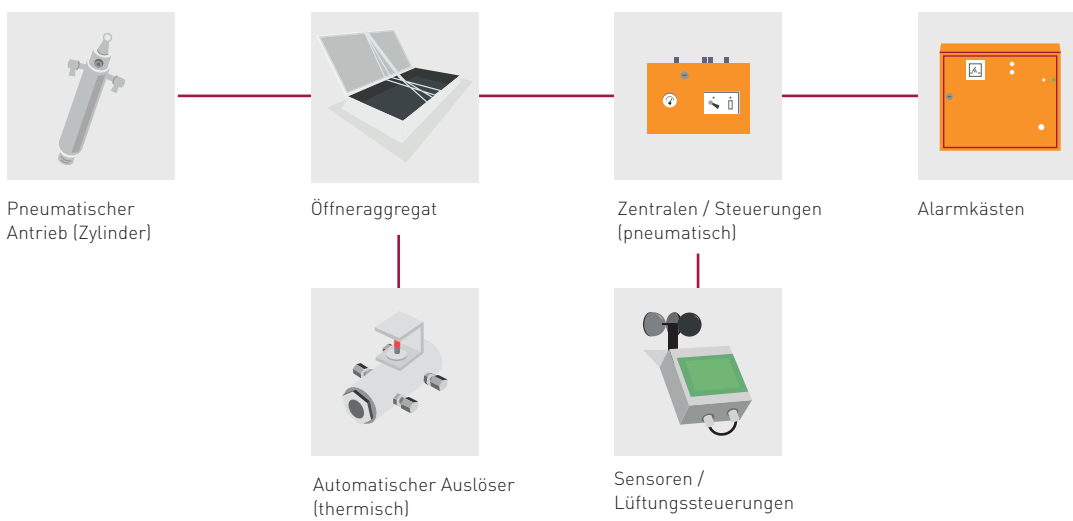 Pneumatischer
Antrieb (Zylinder)
Öffneraggregat
Zentralen / Steuerungen
(pneumatisch)
Alarmkästen
Automatischer Auslöser
(thermisch)
Sensoren /
Lüftungssteuerungen